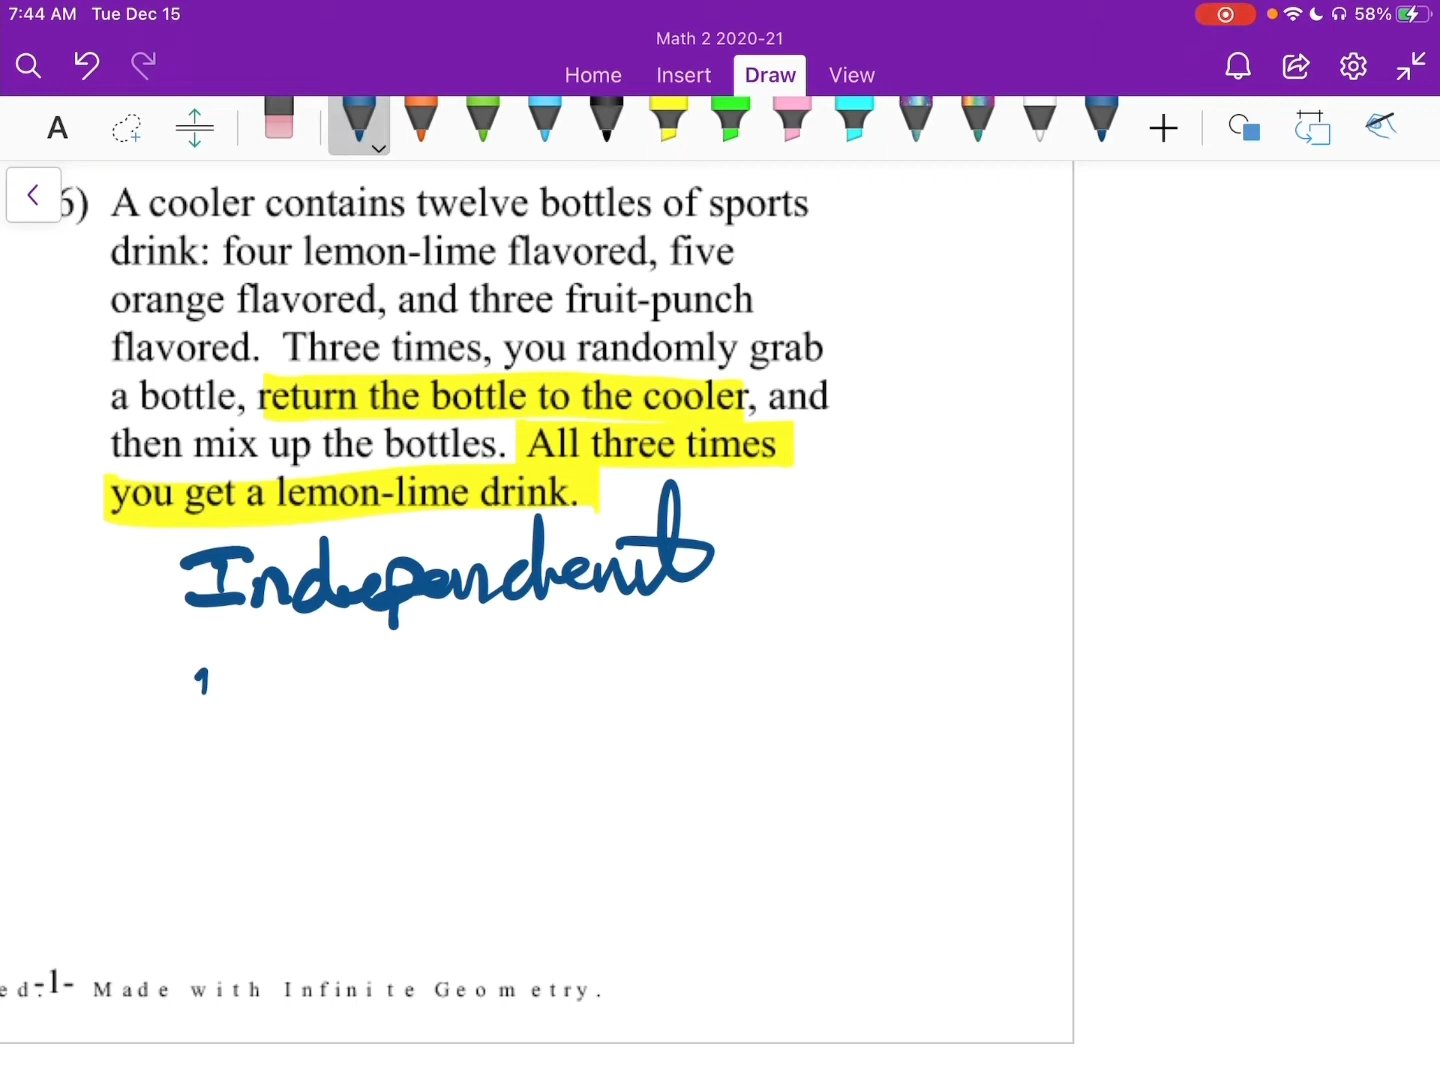 7:44 AM Tue Dec 15
58%
Math 2 2020-21
Home Insert Draw View
A
6) A cooler contains twelve bottles of sports
drink: four lemon-lime flavored, five
orange flavored, and three fruit-punch
flavored. Three times, you randomly grab
a bottle, return the bottle to the cooler, and
then mix up the bottles. All three times
you get a lemon-lime drink.
Independent
ed. -1- Made with Infinite Geometry.